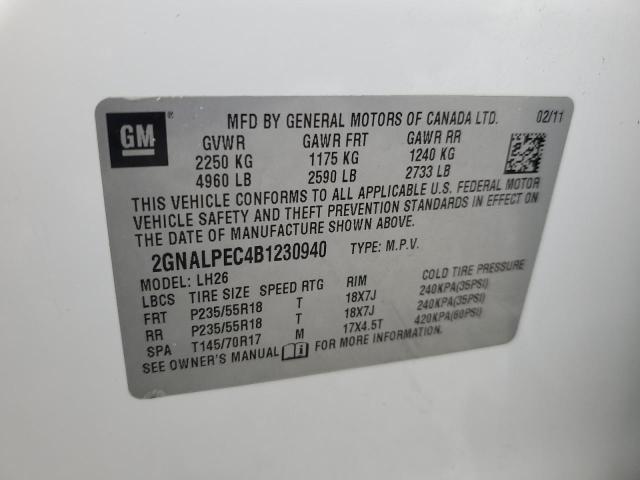 GM
®
MFD BY GENERAL MOTORS OF CANADA LTD. 02/11
GVWR GAWR FRT GAWR RR
2250 KG 1175 KG 1240 KG
4960 LB 2590 LB 2733 LB
THIS VEHICLE CONFORMS TO ALL APPLICABLE U.S. FEDERAL MOTOR
VEHICLE SAFETY AND THEFT PREVENTION STANDARDS IN EFFECT ON
THE DATE OF MANUFACTURE SHOWN ABOVE.
2GNALPEC4B1230940 TYPE: M.P.V.
MODEL: LH26
LBCS TIRE SIZE SPEED RTG RIM COLD TIRE PRESSURE
FRT P235/55R18 T 18X7J 240KPA(35PSI)
RR P235/55R18 T 18X7J 240KPA(35PSI)
SPA T145/70R17 M 17X4.5T 420KPA(60PSI)
SEE OWNER'S MANUAL